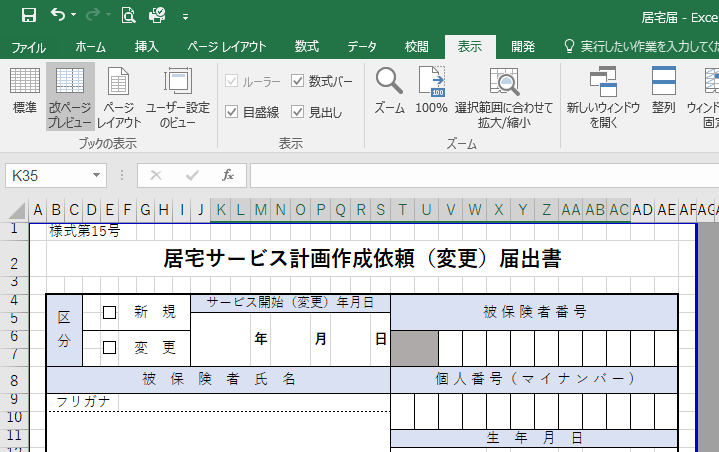 居宅届 - Exce
ファイル ホーム 挿入 ページ レイアウト 数式 データ 校閲 表示 開発 実行したい作業を入力してくだ
標準 改ページ プレビュー ページ レイアウト ユーザー設定 のビュー
ルーラー 数式バー
目盛線 見出し
ズーム 100% 選択範囲に合わせて 拡大/縮小
新しいウィンドウ を開く 整列 ウィンド 固定
ブックの表示 表示 ズーム
K35 fx
A B C D E F G H I J K L M N O P Q R S T U V W X Y Z AA AB AC AD AE AF AG
1 様式第15号
2 居宅サービス計画作成依頼（変更）届出書
3
4 区 分 新 規 サービス開始（変更）年月日 被保険者番号
5
6 変 更 年 月 日
7
8 被 保 険 者 氏 名 個人番号（マイナンバー）
9 フリガナ
10
11 生 年 月 日